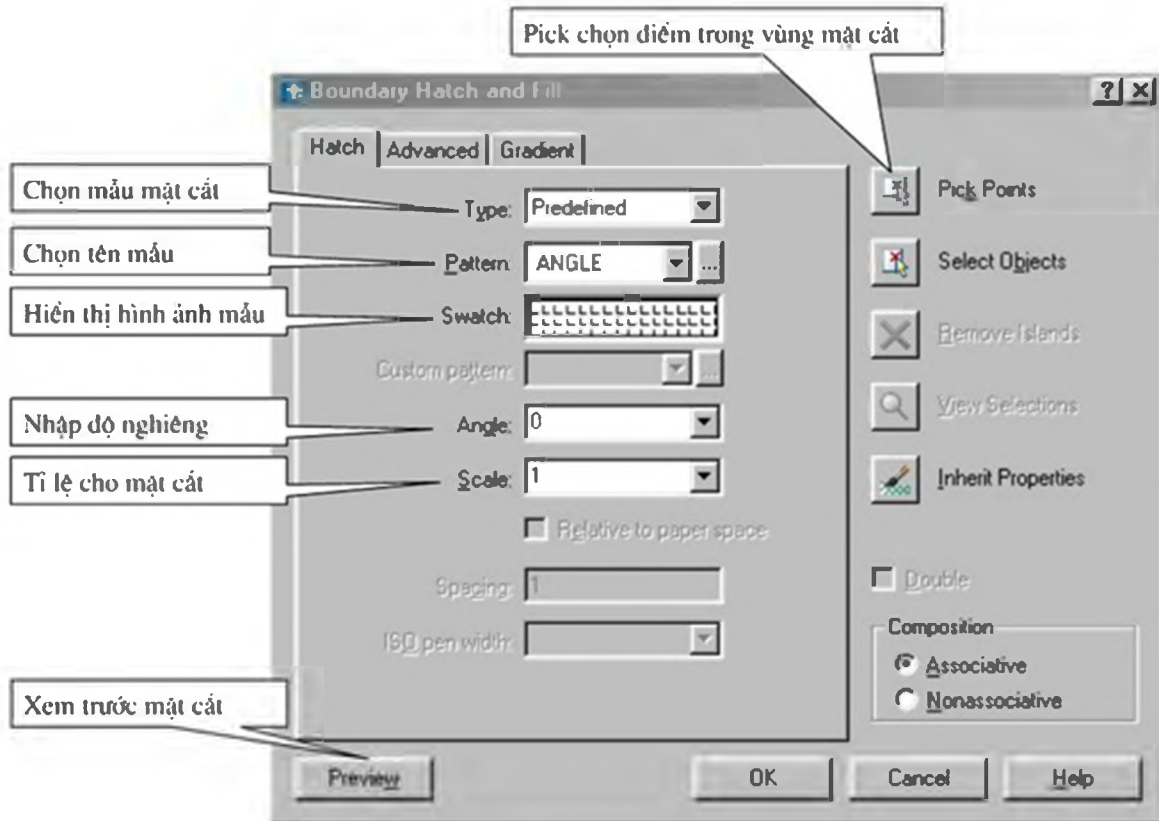 Pick chọn điểm trong vùng mặt cắt
Boundary Hatch and Fill
Hatch Advanced Gradient
Chọn mẫu mặt cắt
Type: Predefined
Pick Points
Chọn tên mẫu
Pattern: ANGLE ...
Select Objects
Hiển thị hình ảnh mẫu
Swatch:
Remove Islands
Custom pattern: ...
View Selections
Nhập độ nghiêng
Angle: 0
Tỉ lệ cho mặt cắt
Scale: 1
Inherit Properties
Relative to paper space
Spacing: 1
Double
ISO pen width:
Composition
Associative
Nonassociative
Xem trước mặt cắt
Preview OK Cancel Help